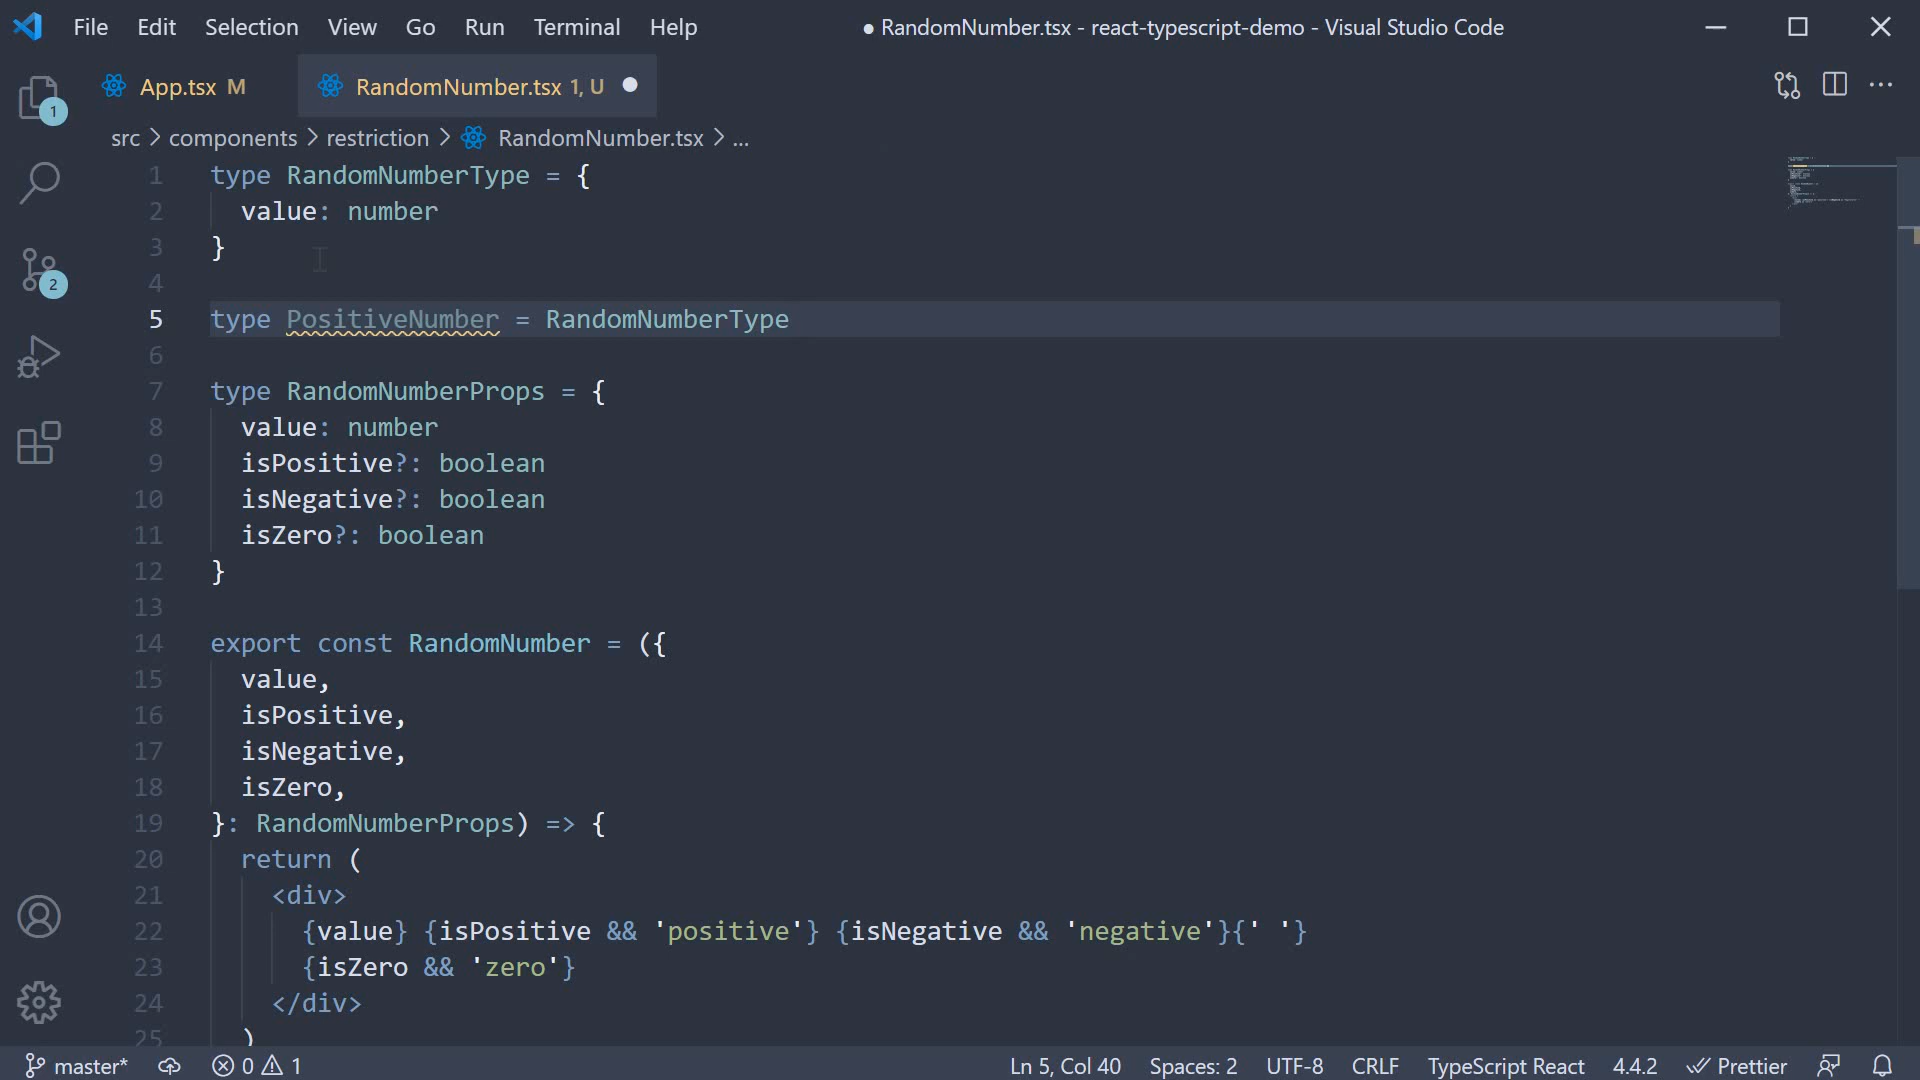 File Edit Selection View Go Run Terminal Help ● RandomNumber.tsx - react-typescript-demo - Visual Studio Code
App.tsx M RandomNumber.tsx 1, U
src > components > restriction > RandomNumber.tsx > ...
1 type RandomNumberType = {
2 value: number
3 }
4
5 type PositiveNumber = RandomNumberType
6
7 type RandomNumberProps = {
8 value: number
9 isPositive?: boolean
10 isNegative?: boolean
11 isZero?: boolean
12 }
13
14 export const RandomNumber = ({
15 value,
16 isPositive,
17 isNegative,
18 isZero,
19 }: RandomNumberProps) => {
20 return (
21 <div>
22 {value} {isPositive && 'positive'} {isNegative && 'negative'}{' '}
23 {isZero && 'zero'}
24 </div>
25 )
1
2
master* 0 1 Ln 5, Col 40 Spaces: 2 UTF-8 CRLF TypeScript React 4.4.2 Prettier